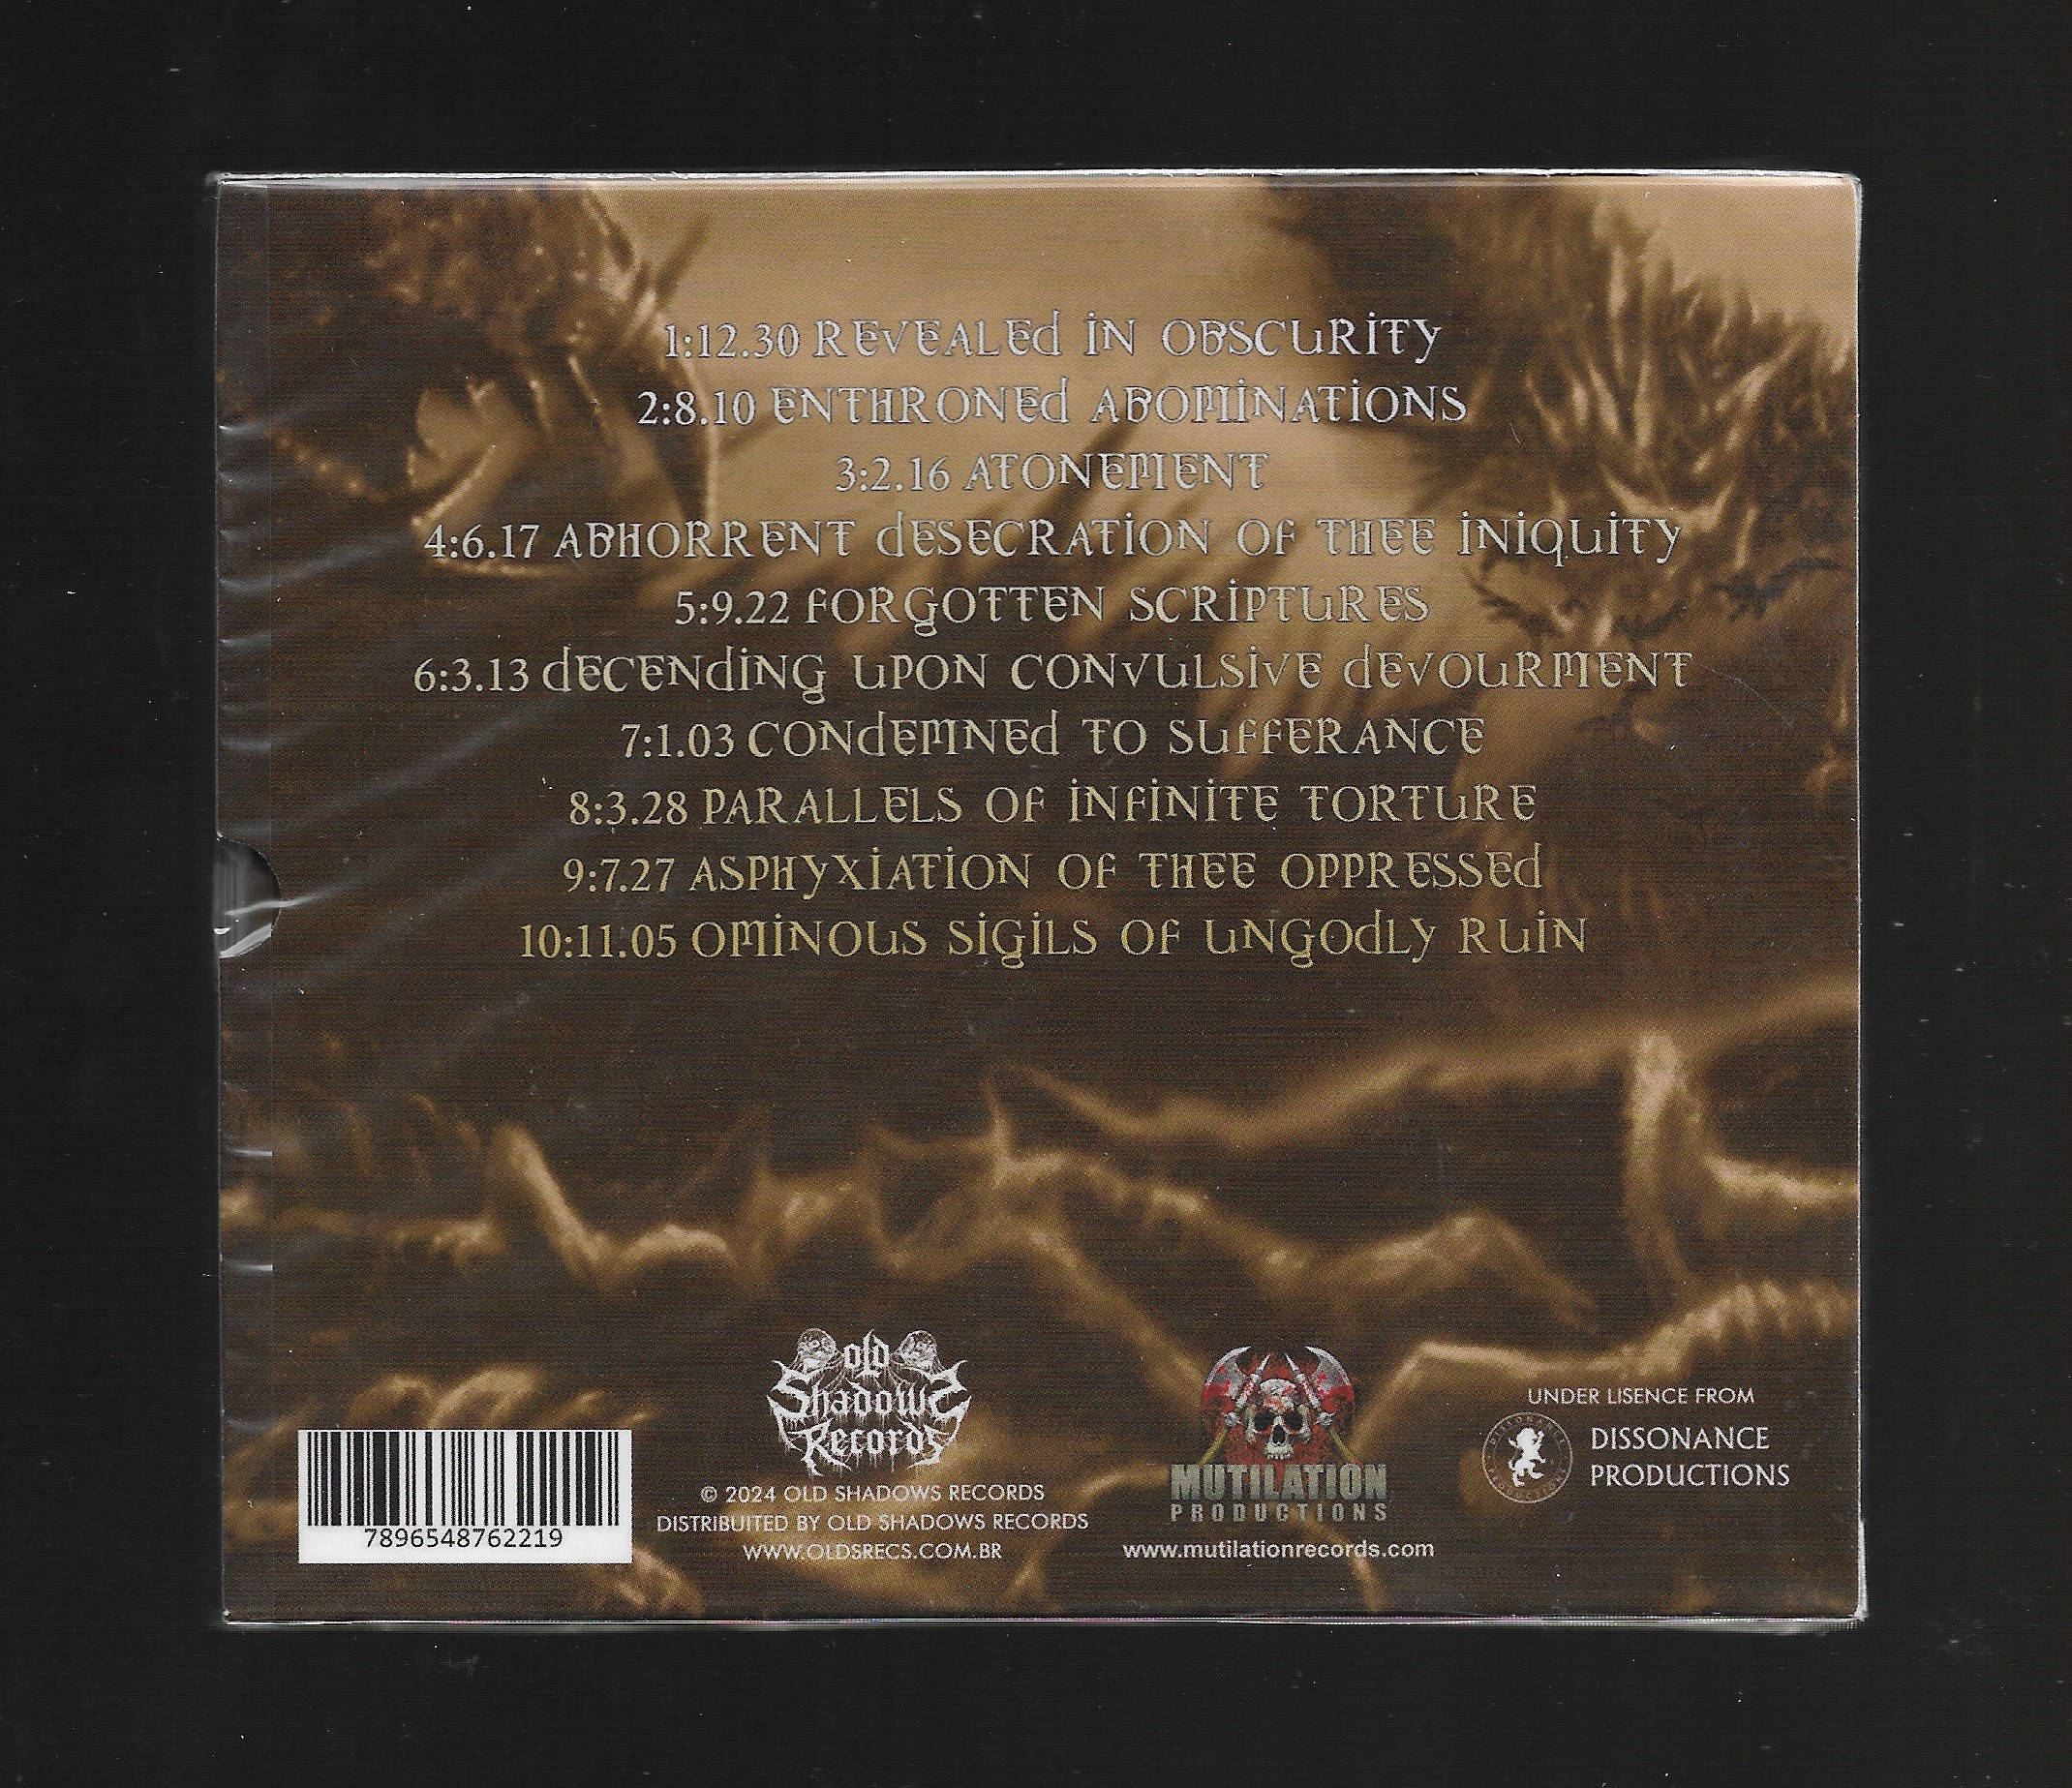 1:12.30 REVEALED IN OBSCURITY
2:8.10 ENTHRONED ABOMINATIONS
3:2.16 ATONEMENT
4:6.17 ABHORRENT DESECRATION OF THEE INIQUITY
5:9.22 FORGOTTEN SCRIPTURES
6:3.13 DECENDING UPON CONVULSIVE DEVOURMENT
7:1.03 CONDEMNED TO SUFFERANCE
8:3.28 PARALLELS OF INFINITE TORTURE
9:7.27 ASPHYXIATION OF THEE OPPRESSED
10:11.05 OMINOUS SIGILS OF UNGODLY RUIN
7896548762219
old
Shadows
Records
© 2024 OLD SHADOWS RECORDS
DISTRIBUITED BY OLD SHADOWS RECORDS
WWW.OLDSRECS.COM.BR
MUTILATION
PRODUCTIONS
www.mutilationrecords.com
UNDER LISENCE FROM
DISSONANCE
PRODUCTIONS